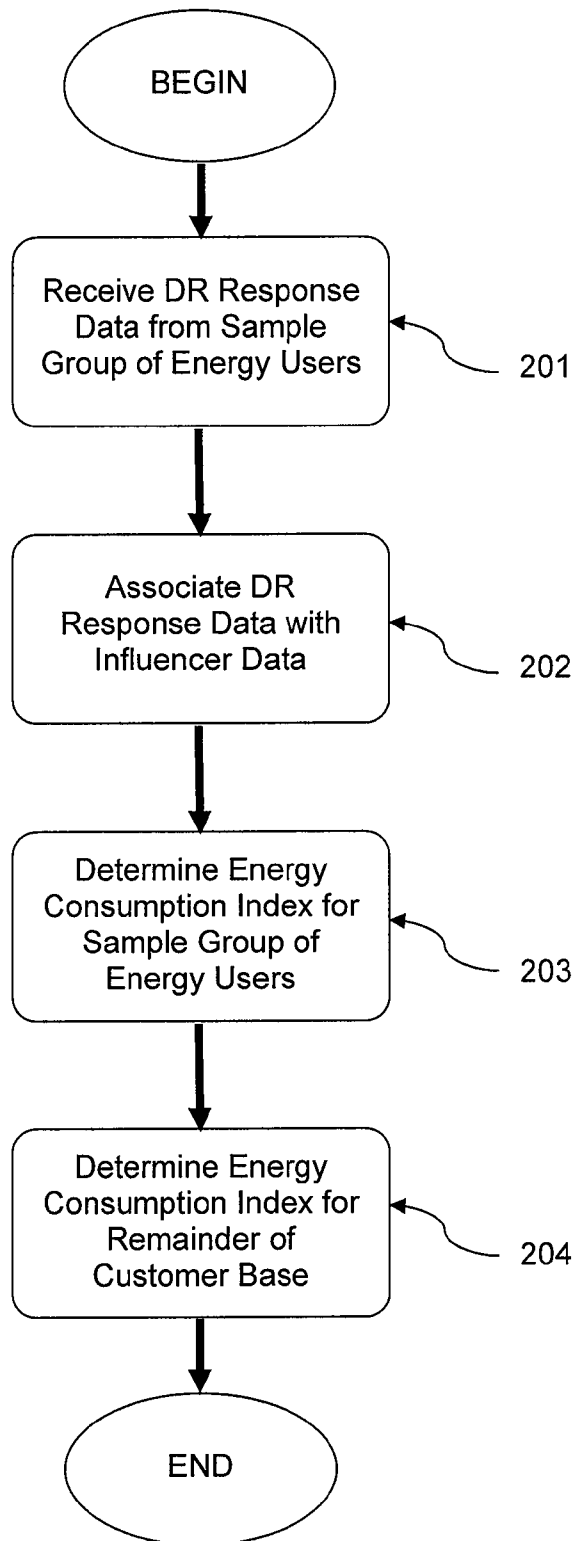 BEGIN
Receive DR Response
Data from Sample
Group of Energy Users
201
Associate DR
Response Data with
Influencer Data
202
Determine Energy
Consumption Index for
Sample Group of
Energy Users
203
Determine Energy
Consumption Index for
Remainder of
Customer Base
204
END